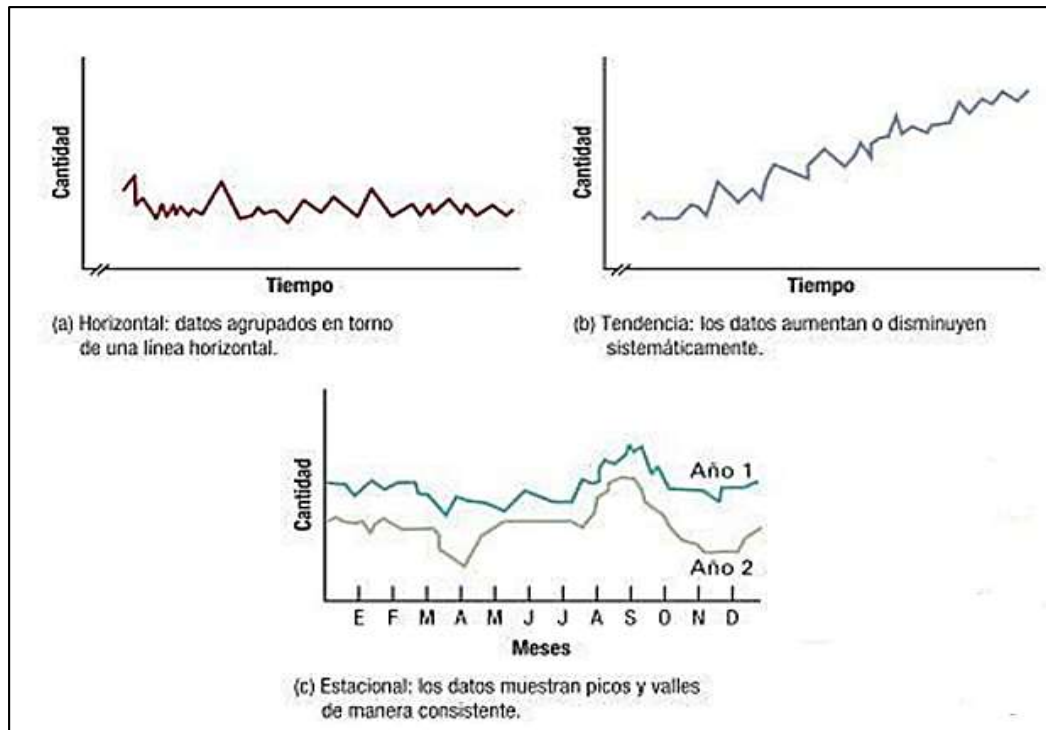 Cantidad
Tiempo
(a) Horizontal: datos agrupados en torno
de una línea horizontal.
Cantidad
Tiempo
(b) Tendencia: los datos aumentan o disminuyen
sistemáticamente.
Cantidad
Año 1
Año 2
E F M A M J J A S O N D
Meses
(c) Estacional: los datos muestran picos y valles
de manera consistente.